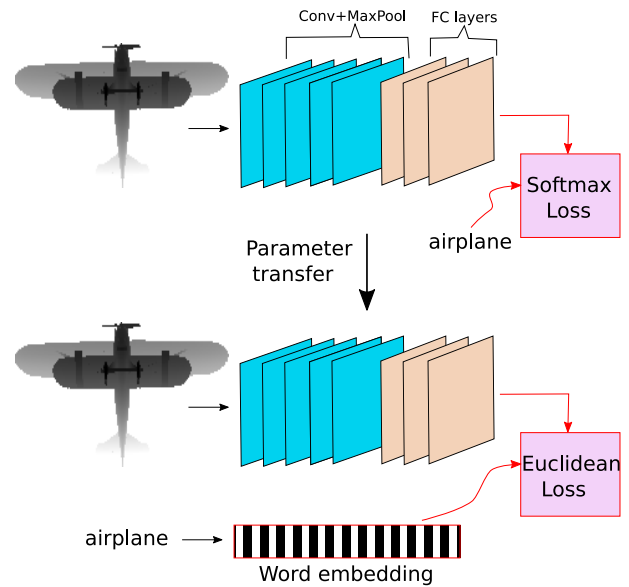 Conv+MaxPool
FC layers
Softmax
Loss
airplane
Parameter
transfer
Euclidean
Loss
airplane
Word embedding